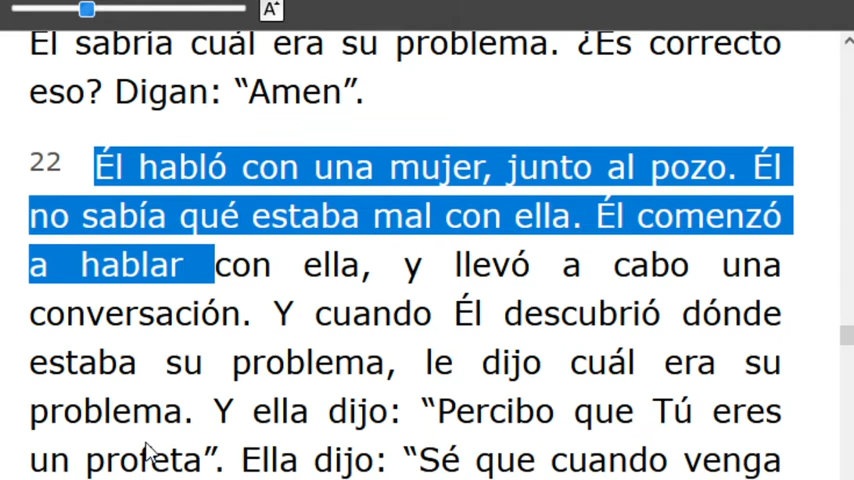 A
Él sabría cuál era su problema. ¿Es correcto
eso? Digan: “Amen”.
22 Él habló con una mujer, junto al pozo. Él
no sabía qué estaba mal con ella. Él comenzó
a hablar con ella, y llevó a cabo una
conversación. Y cuando Él descubrió dónde
estaba su problema, le dijo cuál era su
problema. Y ella dijo: “Percibo que Tú eres
un profeta”. Ella dijo: “Sé que cuando venga